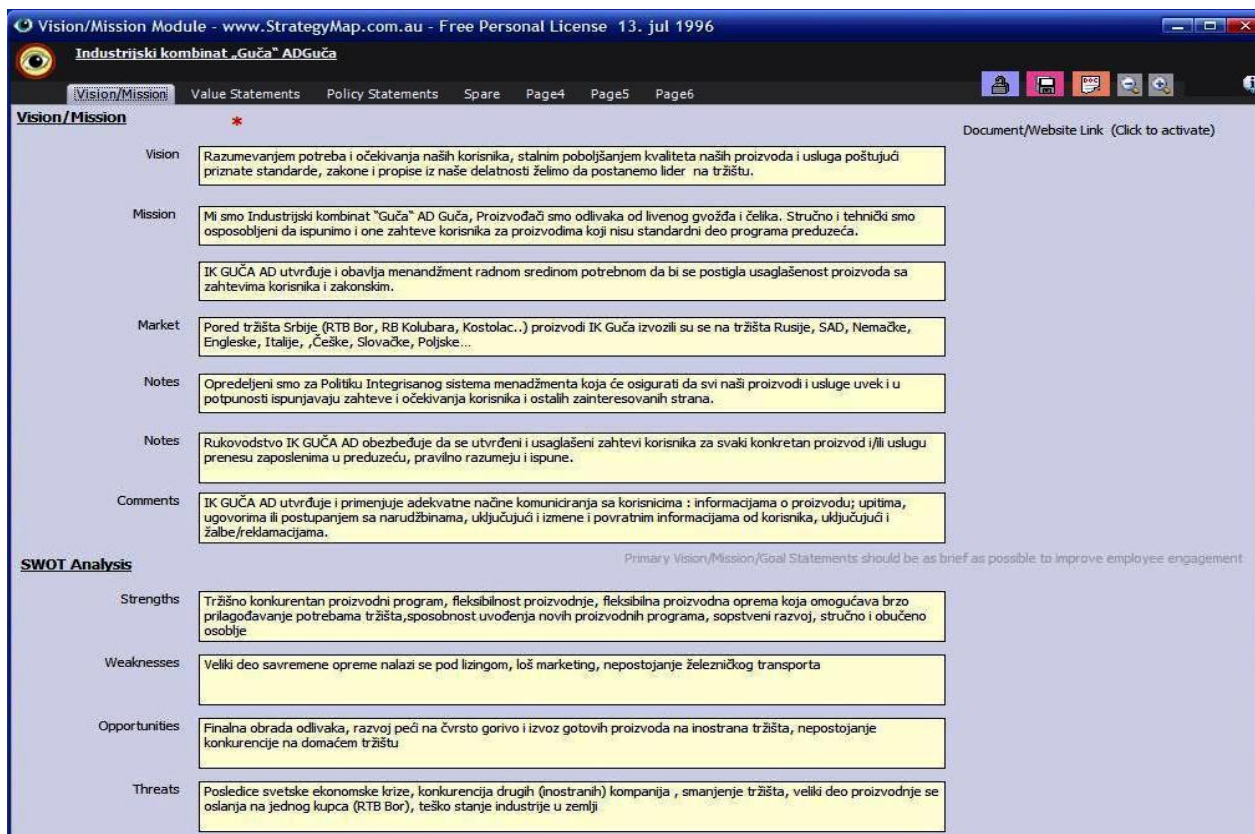 Vision/Mission Module - www.StrategyMap.com.au - Free Personal License 13. jul 1996
Industrijski kombinat „Guča“ ADGuča
Vision/Mission Value Statements Policy Statements Spare Page4 Page5 Page6
Vision/Mission *
Document/Website Link (Click to activate)
Vision
Razumevanjem potreba i očekivanja naših korisnika, stalnim poboljšanjem kvaliteta naših proizvoda i usluga poštujući
priznate standarde, zakone i propise iz naše delatnosti želimo da postanemo lider na tržištu.
Mission
Mi smo Industrijski kombinat "Guča" AD Guča, Proizvođači smo odlivaka od livenog gvožđa i čelika. Stručno i tehnički smo
osposobljeni da ispunimo i one zahteve korisnika za proizvodima koji nisu standardni deo programa preduzeća.
IK GUČA AD utvrđuje i obavlja menandžment radnom sredinom potrebnom da bi se postigla usaglašenost proizvoda sa
zahtevima korisnika i zakonskim.
Market
Pored tržišta Srbije (RTB Bor, RB Kolubara, Kostolac..) proizvodi IK Guča izvozili su se na tržišta Rusije, SAD, Nemačke,
Engleske, Italije, ,Češke, Slovačke, Poljske...
Notes
Opredeljeni smo za Politiku Integrisanog sistema menadžmenta koja će osigurati da svi naši proizvodi i usluge uvek i u
potpunosti ispunjavaju zahteve i očekivanja korisnika i ostalih zainteresovanih strana.
Notes
Rukovodstvo IK GUČA AD obezbeđuje da se utvrđeni i usaglašeni zahtevi korisnika za svaki konkretan proizvod i/ili uslugu
prenesu zaposlenima u preduzeću, pravilno razumeju i ispune.
Comments
IK GUČA AD utvrđuje i primenjuje adekvatne načine komuniciranja sa korisnicima : informacijama o proizvodu; upitima,
ugovorima ili postupanjem sa narudžbinama, uključujući i izmene i povratnim informacijama od korisnika, uključujući i
žalbe/reklamacijama.
Primary Vision/Mission/Goal Statements should be as brief as possible to improve employee engagement
SWOT Analysis
Strengths
Tržišno konkurentan proizvodni program, fleksibilnost proizvodnje, fleksibilna proizvodna oprema koja omogućava brzo
prilagođavanje potrebama tržišta,sposobnost uvođenja novih proizvodnih programa, sopstveni razvoj, stručno i obučeno
osoblje
Weaknesses
Veliki deo savremene opreme nalazi se pod lizingom, loš marketing, nepostojanje železničkog transporta
Opportunities
Finalna obrada odlivaka, razvoj peći na čvrsto gorivo i izvoz gotovih proizvoda na inostrana tržišta, nepostojanje
konkurencije na domaćem tržištu
Threats
Posledice svetske ekonomske krize, konkurencija drugih (inostranih) kompanija , smanjenje tržišta, veliki deo proizvodnje se
oslanja na jednog kupca (RTB Bor), teško stanje industrije u zemlji